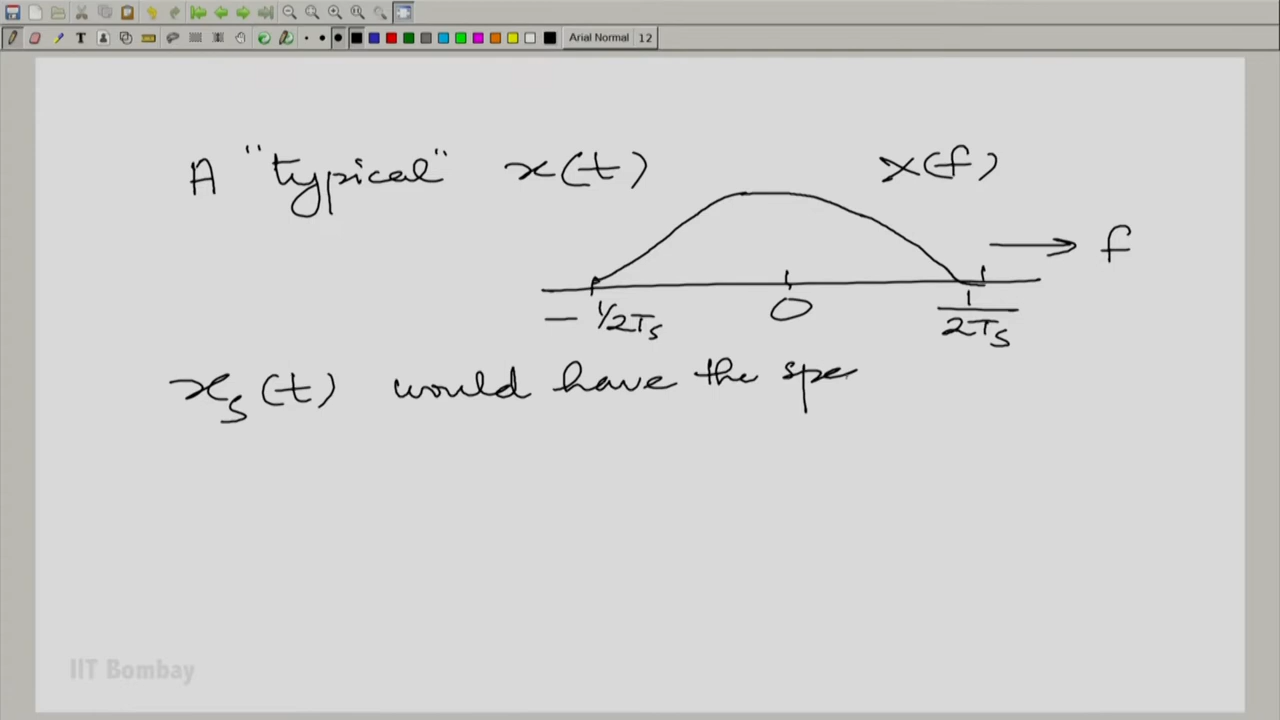 Arial Normal 12
A "typical" x(t) X(f)
f
- 1/2Ts 0 1/2Ts
xs(t) would have the spe
IIT Bombay